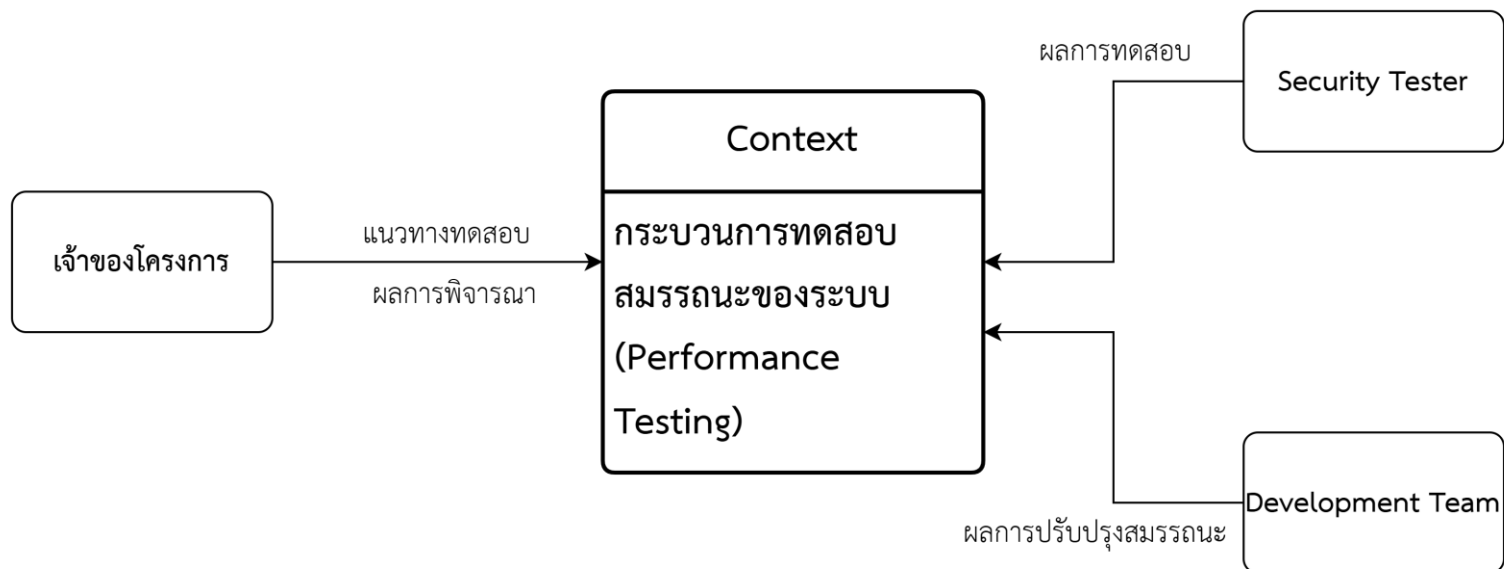 ผลการทดสอบ
Security Tester
Context
เจ้าของโครงการ
แนวทางทดสอบ
ผลการพิจารณา
กระบวนการทดสอบ
สมรรถนะของระบบ
(Performance
Testing)
Development Team
ผลการปรับปรุงสมรรถนะ